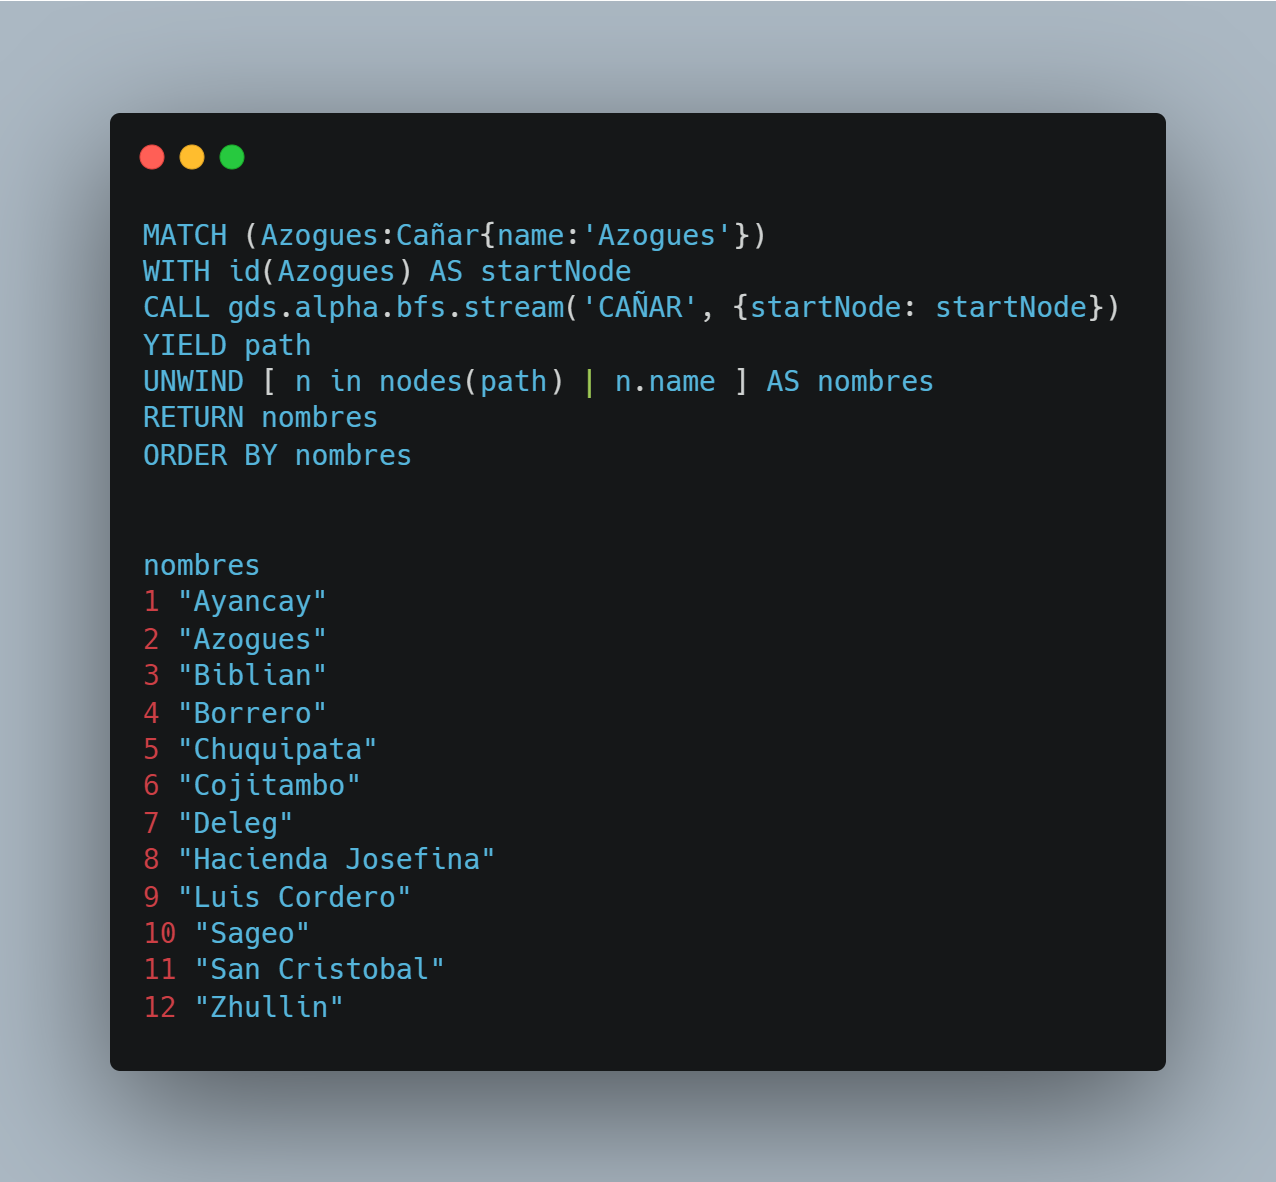 MATCH (Azogues:Cañar{name:'Azogues'})
WITH id(Azogues) AS startNode
CALL gds.alpha.bfs.stream('CAÑAR', {startNode: startNode})
YIELD path
UNWIND [ n in nodes(path) | n.name ] AS nombres
RETURN nombres
ORDER BY nombres
nombres
1 "Ayancay"
2 "Azogues"
3 "Biblian"
4 "Borrero"
5 "Chuquipata"
6 "Cojitambo"
7 "Deleg"
8 "Hacienda Josefina"
9 "Luis Cordero"
10 "Sageo"
11 "San Cristobal"
12 "Zhullin"